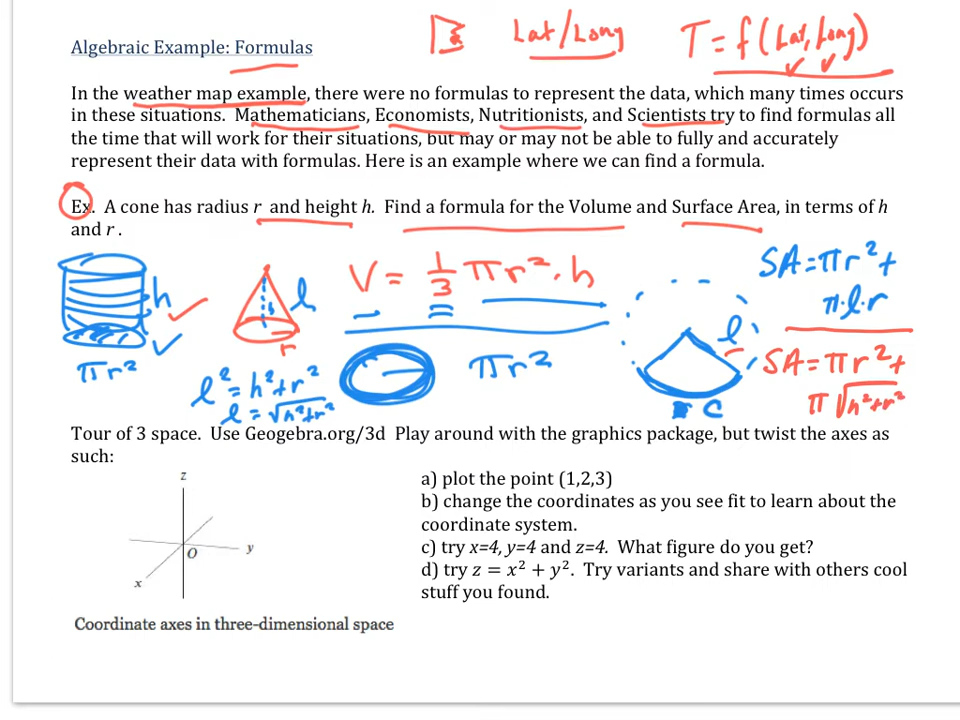 Algebraic Example: Formulas
Lat/Long
T = f(Lat, Long)
In the weather map example, there were no formulas to represent the data, which many times occurs
in these situations. Mathematicians, Economists, Nutritionists, and Scientists try to find formulas all
the time that will work for their situations, but may or may not be able to fully and accurately
represent their data with formulas. Here is an example where we can find a formula.
Ex. A cone has radius r and height h. Find a formula for the Volume and Surface Area, in terms of h
and r.
h
πr²
h
l
r
l² = h²+r²
l = √h²+r²
V = 1/3 πr²·h
πr²
l
C
SA = πr² +
π·l·r
SA = πr² +
π √h²+r²
Tour of 3 space. Use Geogebra.org/3d Play around with the graphics package, but twist the axes as
such:
z
y
O
x
Coordinate axes in three-dimensional space
a) plot the point (1,2,3)
b) change the coordinates as you see fit to learn about the
coordinate system.
c) try x=4, y=4 and z=4. What figure do you get?
d) try z = x² + y². Try variants and share with others cool
stuff you found.